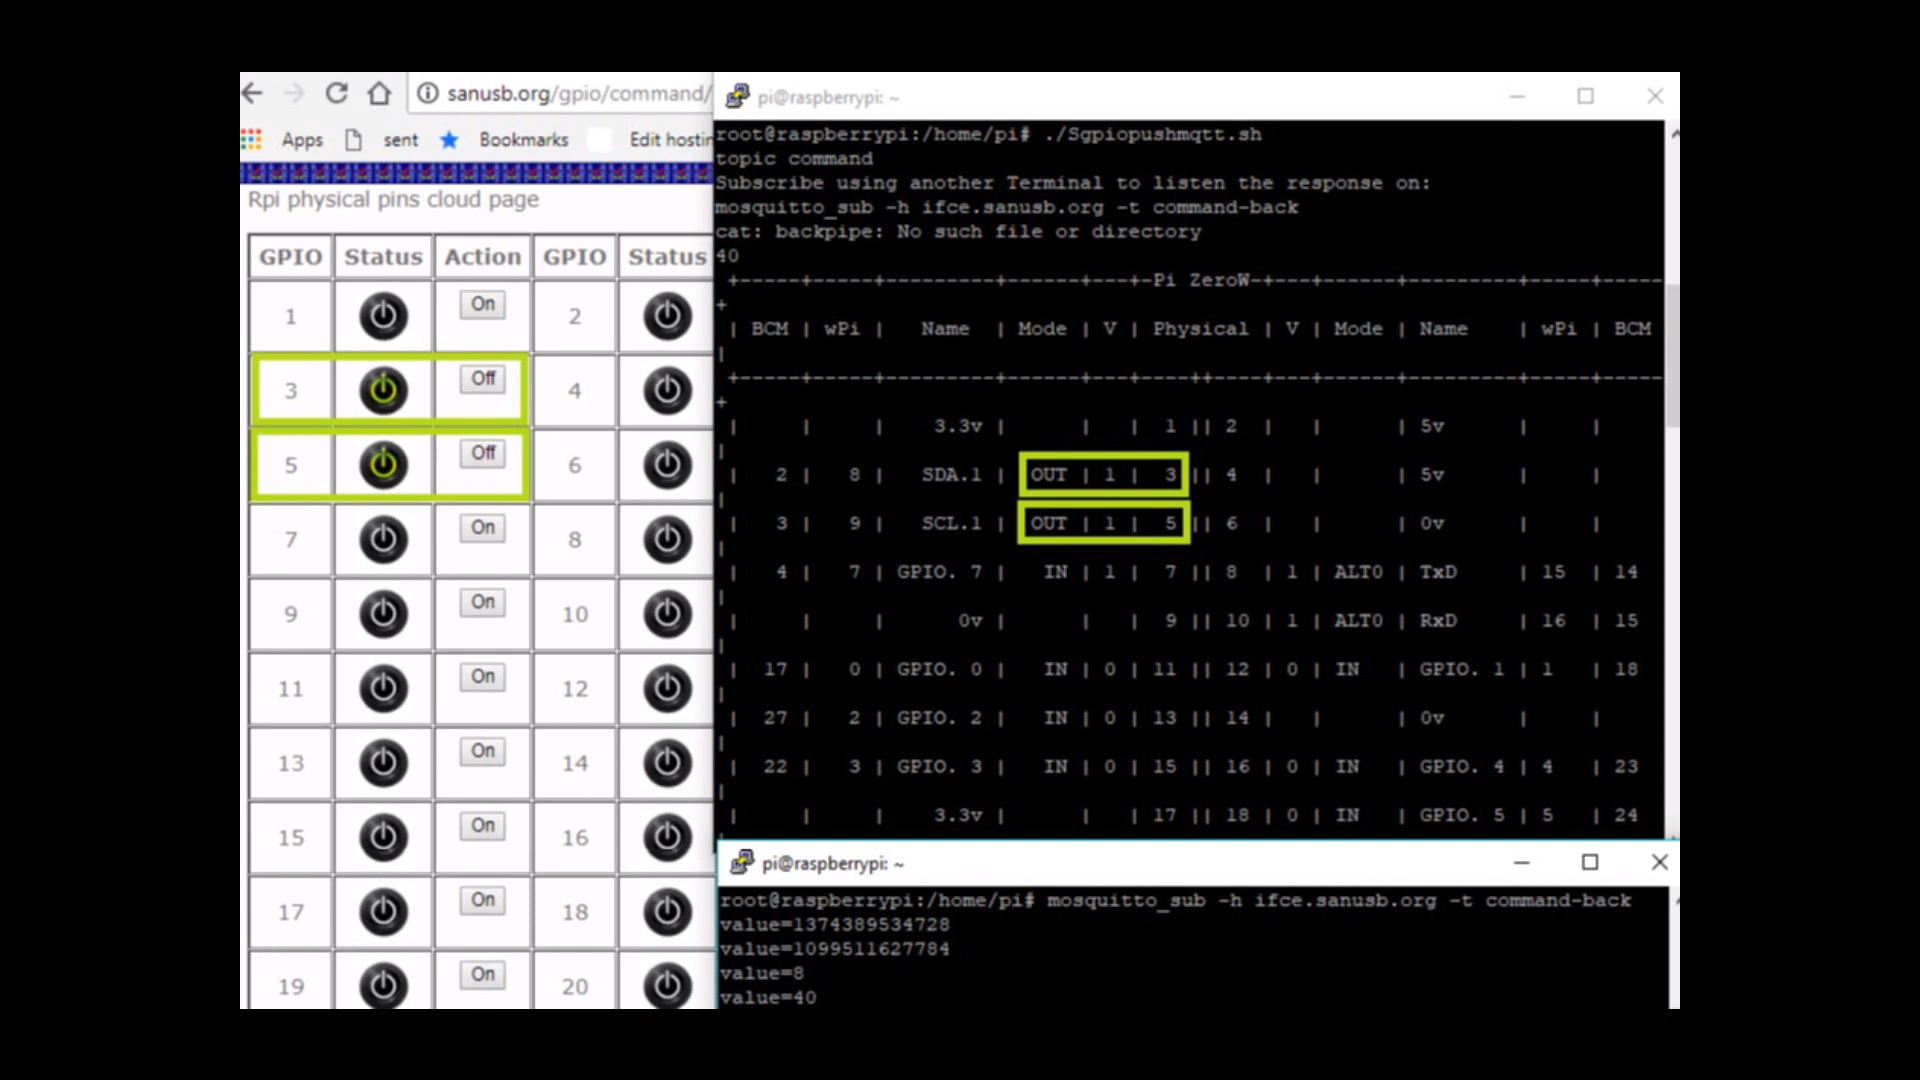 sanusb.org/gpio/command/
Apps sent Bookmarks Edit hostin
Rpi physical pins cloud page
GPIO Status Action GPIO Status
1 On 2
3 Off 4
5 Off 6
7 On 8
9 On 10
11 On 12
13 On 14
15 On 16
17 On 18
19 On 20
pi@raspberrypi: ~
root@raspberrypi:/home/pi# ./Sgpiopushmqtt.sh
topic command
Subscribe using another Terminal to listen the response on:
mosquitto_sub -h ifce.sanusb.org -t command-back
cat: backpipe: No such file or directory
40
+-----+-----+---------+------+---+-Pi ZeroW-+---+------+---------+-----+-----
+
| BCM | wPi | Name | Mode | V | Physical | V | Mode | Name | wPi | BCM
|
+-----+-----+---------+------+---+----++----+---+------+---------+-----+-----
+
| | | 3.3v | | | 1 || 2 | | | 5v | |
|
| 2 | 8 | SDA.1 | OUT | 1 | 3 || 4 | | | 5v | |
|
| 3 | 9 | SCL.1 | OUT | 1 | 5 || 6 | | | 0v | |
|
| 4 | 7 | GPIO. 7 | IN | 1 | 7 || 8 | 1 | ALT0 | TxD | 15 | 14
|
| | | 0v | | | 9 || 10 | 1 | ALT0 | RxD | 16 | 15
|
| 17 | 0 | GPIO. 0 | IN | 0 | 11 || 12 | 0 | IN | GPIO. 1 | 1 | 18
|
| 27 | 2 | GPIO. 2 | IN | 0 | 13 || 14 | | | 0v | |
|
| 22 | 3 | GPIO. 3 | IN | 0 | 15 || 16 | 0 | IN | GPIO. 4 | 4 | 23
|
| | | 3.3v | | | 17 || 18 | 0 | IN | GPIO. 5 | 5 | 24
pi@raspberrypi: ~
root@raspberrypi:/home/pi# mosquitto_sub -h ifce.sanusb.org -t command-back
value=1374389534728
value=1099511627784
value=8
value=40